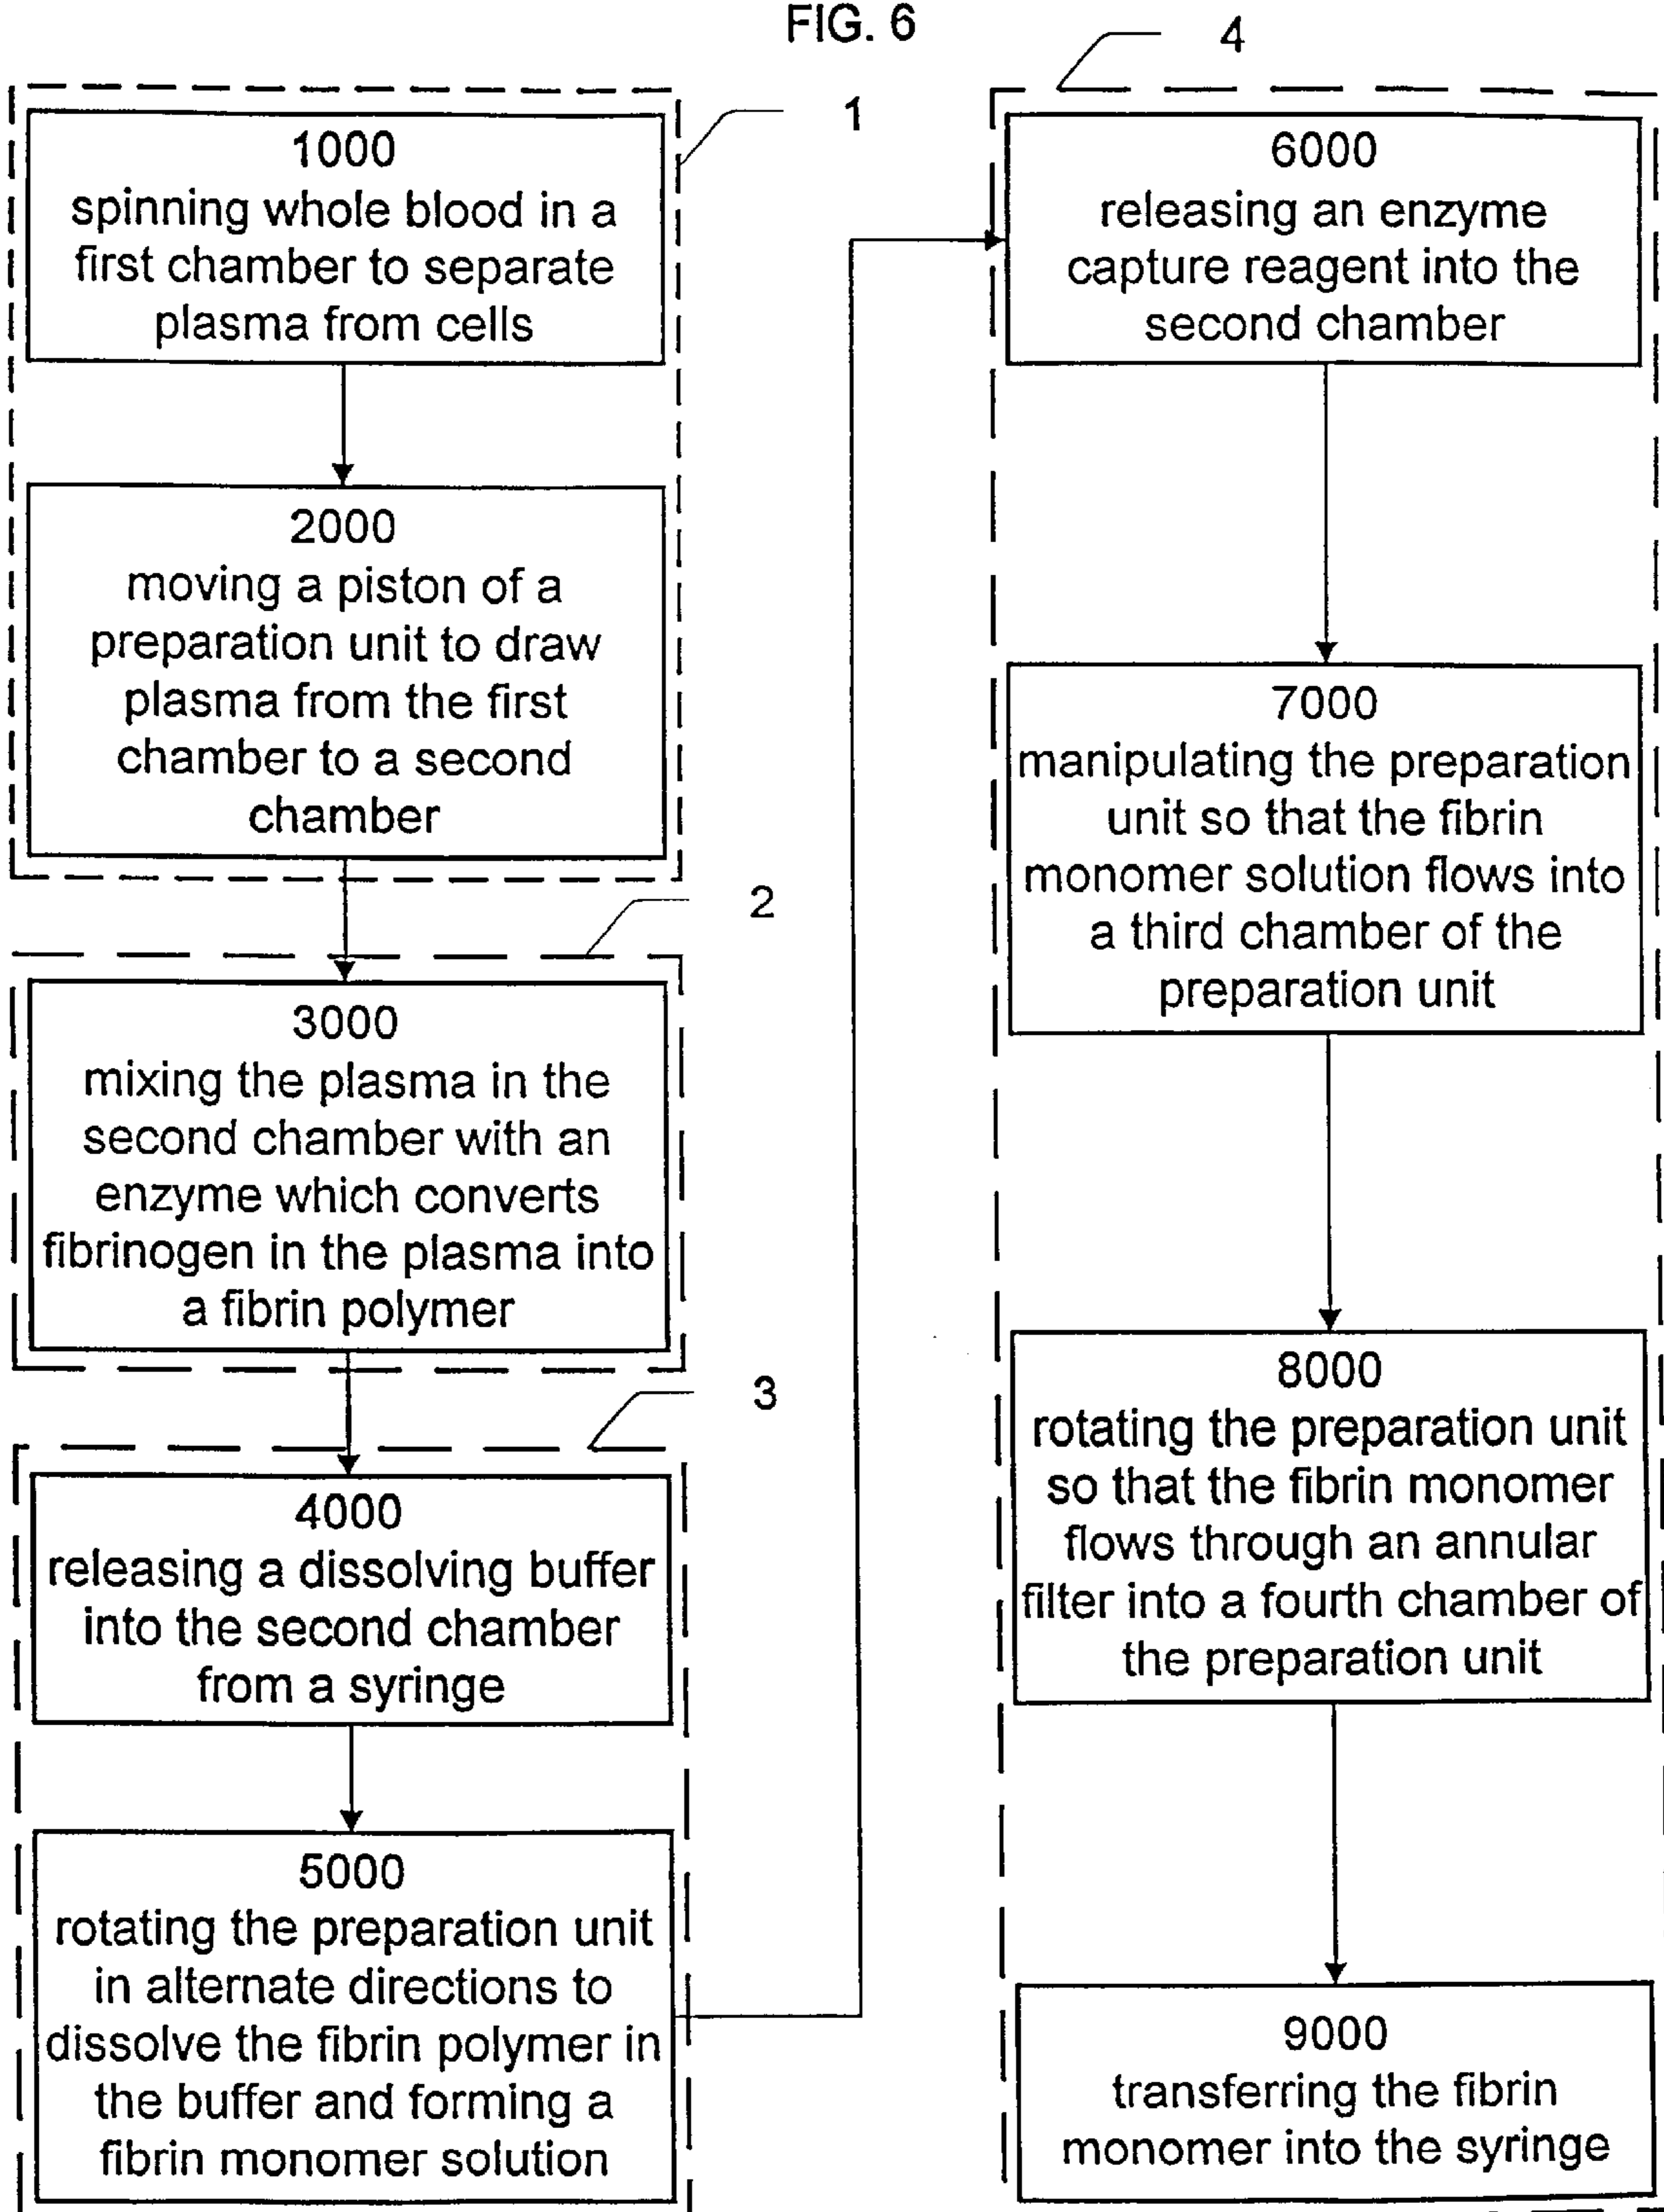 FIG. 6
1
1000
spinning whole blood in a
first chamber to separate
plasma from cells
2000
moving a piston of a
preparation unit to draw
plasma from the first
chamber to a second
chamber
2
3000
mixing the plasma in the
second chamber with an
enzyme which converts
fibrinogen in the plasma into
a fibrin polymer
3
4000
releasing a dissolving buffer
into the second chamber
from a syringe
5000
rotating the preparation unit
in alternate directions to
dissolve the fibrin polymer in
the buffer and forming a
fibrin monomer solution
4
6000
releasing an enzyme
capture reagent into the
second chamber
7000
manipulating the preparation
unit so that the fibrin
monomer solution flows into
a third chamber of the
preparation unit
8000
rotating the preparation unit
so that the fibrin monomer
flows through an annular
filter into a fourth chamber of
the preparation unit
9000
transferring the fibrin
monomer into the syringe